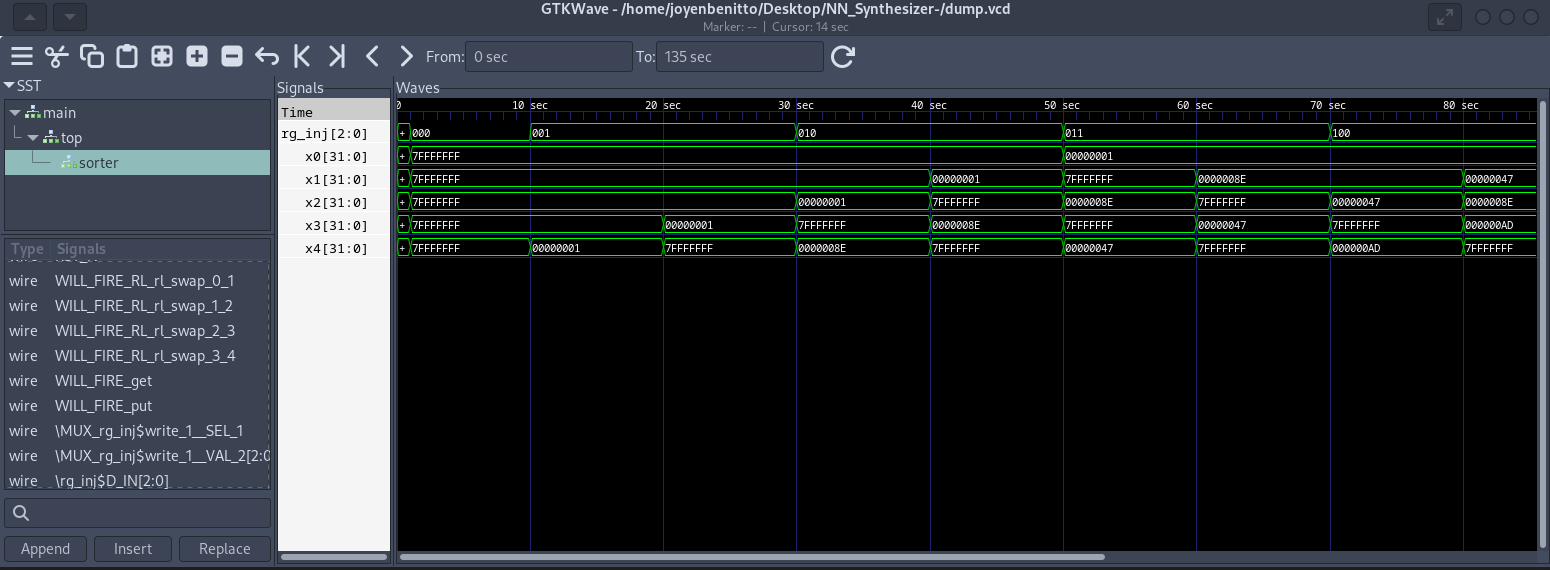 GTKWave - /home/joyenbenitto/Desktop/NN_Synthesizer-/dump.vcd
Marker: -- | Cursor: 14 sec
From: 0 sec To: 135 sec
SST
main
top
sorter
Type Signals
wire WILL_FIRE_RL_rl_swap_0_1
wire WILL_FIRE_RL_rl_swap_1_2
wire WILL_FIRE_RL_rl_swap_2_3
wire WILL_FIRE_RL_rl_swap_3_4
wire WILL_FIRE_get
wire WILL_FIRE_put
wire \MUX_rg_inj$write_1__SEL_1
wire \MUX_rg_inj$write_1__VAL_2[2:0
wire \rg_inj$D_IN[2:0]
Append Insert Replace
Signals
Time
rg_inj[2:0]
x0[31:0]
x1[31:0]
x2[31:0]
x3[31:0]
x4[31:0]
Waves
0 10 sec 20 sec 30 sec 40 sec 50 sec 60 sec 70 sec 80 sec
+ 000 001 010 011 100
+ 7FFFFFFF 00000001
+ 7FFFFFFF 00000001 7FFFFFFF 0000008E 00000047
+ 7FFFFFFF 00000001 7FFFFFFF 0000008E 7FFFFFFF 00000047 0000008E
+ 7FFFFFFF 00000001 7FFFFFFF 0000008E 7FFFFFFF 00000047 7FFFFFFF 000000AD
+ 7FFFFFFF 00000001 7FFFFFFF 0000008E 7FFFFFFF 00000047 7FFFFFFF 000000AD 7FFFFFFF